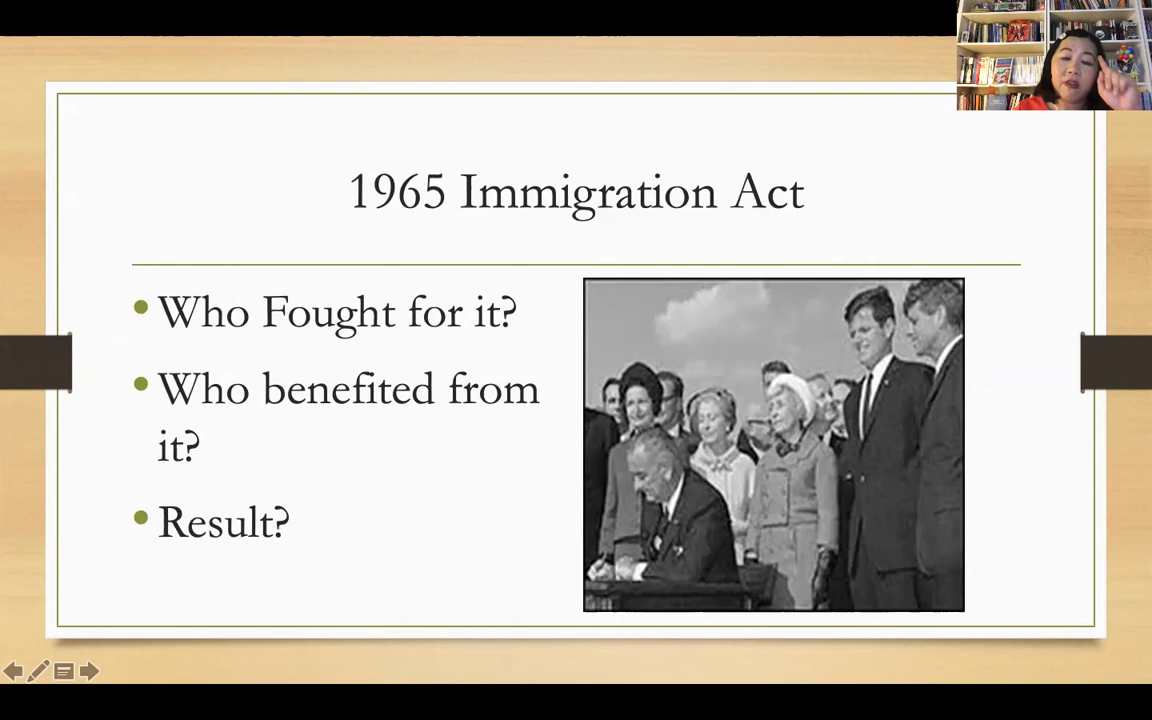 1965 Immigration Act
• Who Fought for it?
• Who benefited from
it?
• Result?